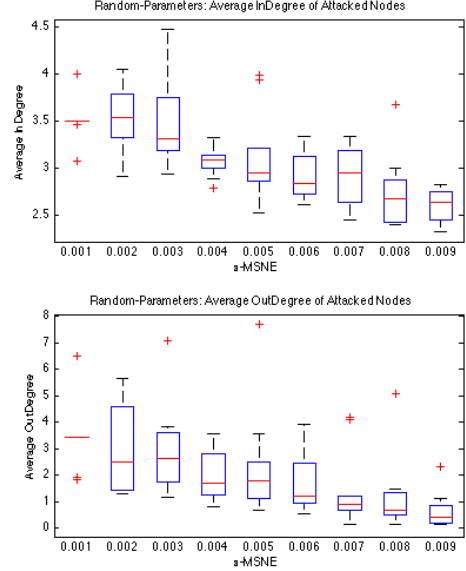 Random-Parameters: Average InDegree of Attacked Nodes
4.5
4
3.5
3
2.5
Average InDegree
0.001 0.002 0.003 0.004 0.005 0.006 0.007 0.008 0.009
ε-MSNE
Random-Parameters: Average OutDegree of Attacked Nodes
8
7
6
5
4
3
2
1
0
Average OutDegree
0.001 0.002 0.003 0.004 0.005 0.006 0.007 0.008 0.009
ε-MSNE